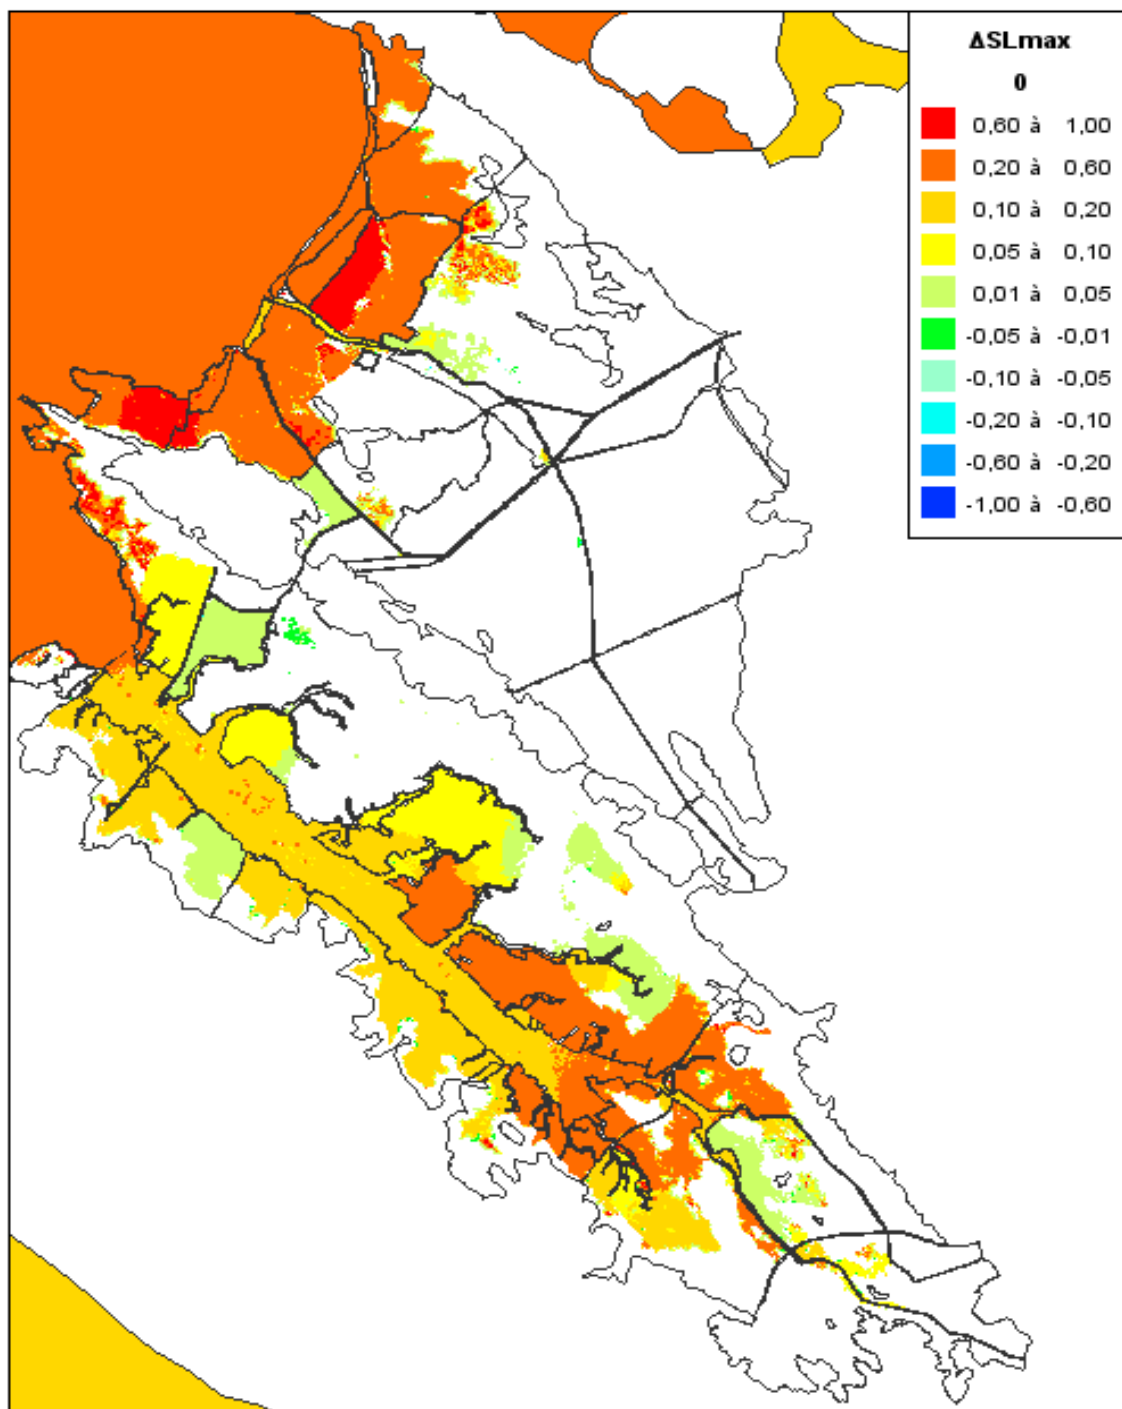 ΔSLmax
0
0,60 à 1,00
0,20 à 0,60
0,10 à 0,20
0,05 à 0,10
0,01 à 0,05
-0,05 à -0,01
-0,10 à -0,05
-0,20 à -0,10
-0,60 à -0,20
-1,00 à -0,60